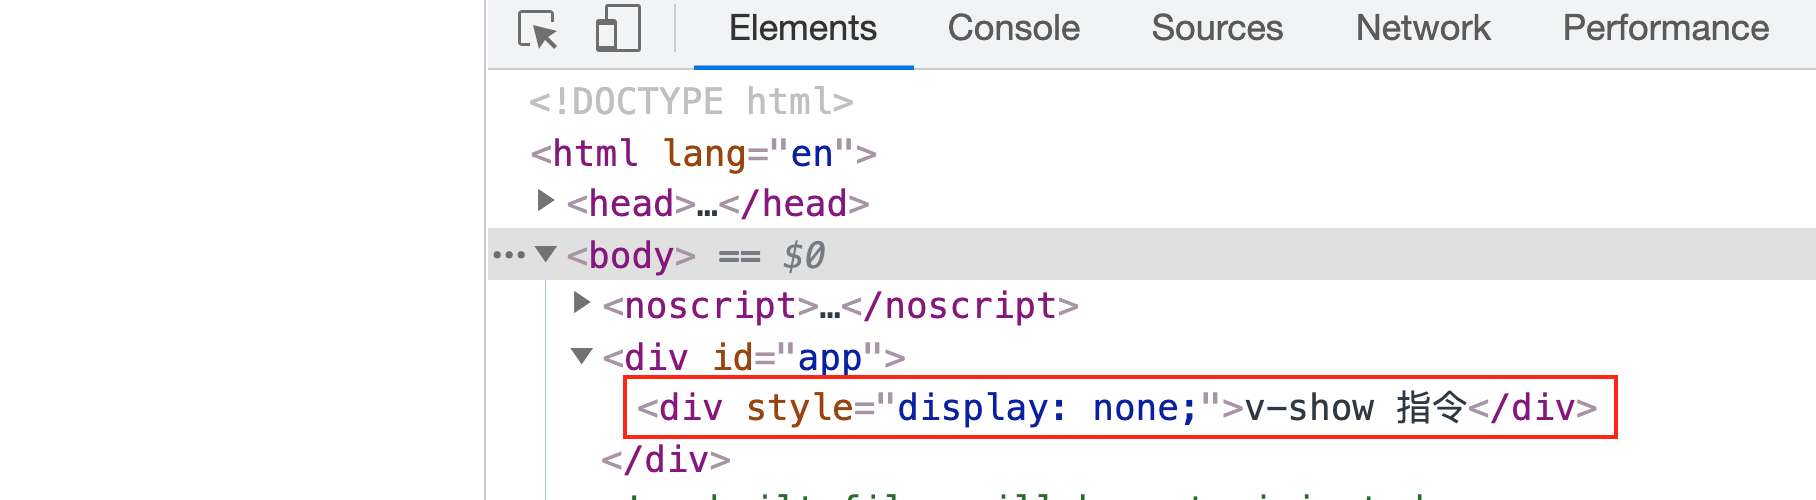 Elements Console Sources Network Performance
<!DOCTYPE html>
<html lang="en">
<head>…</head>
<body> == $0
<noscript>…</noscript>
<div id="app">
<div style="display: none;">v-show 指令</div>
</div>